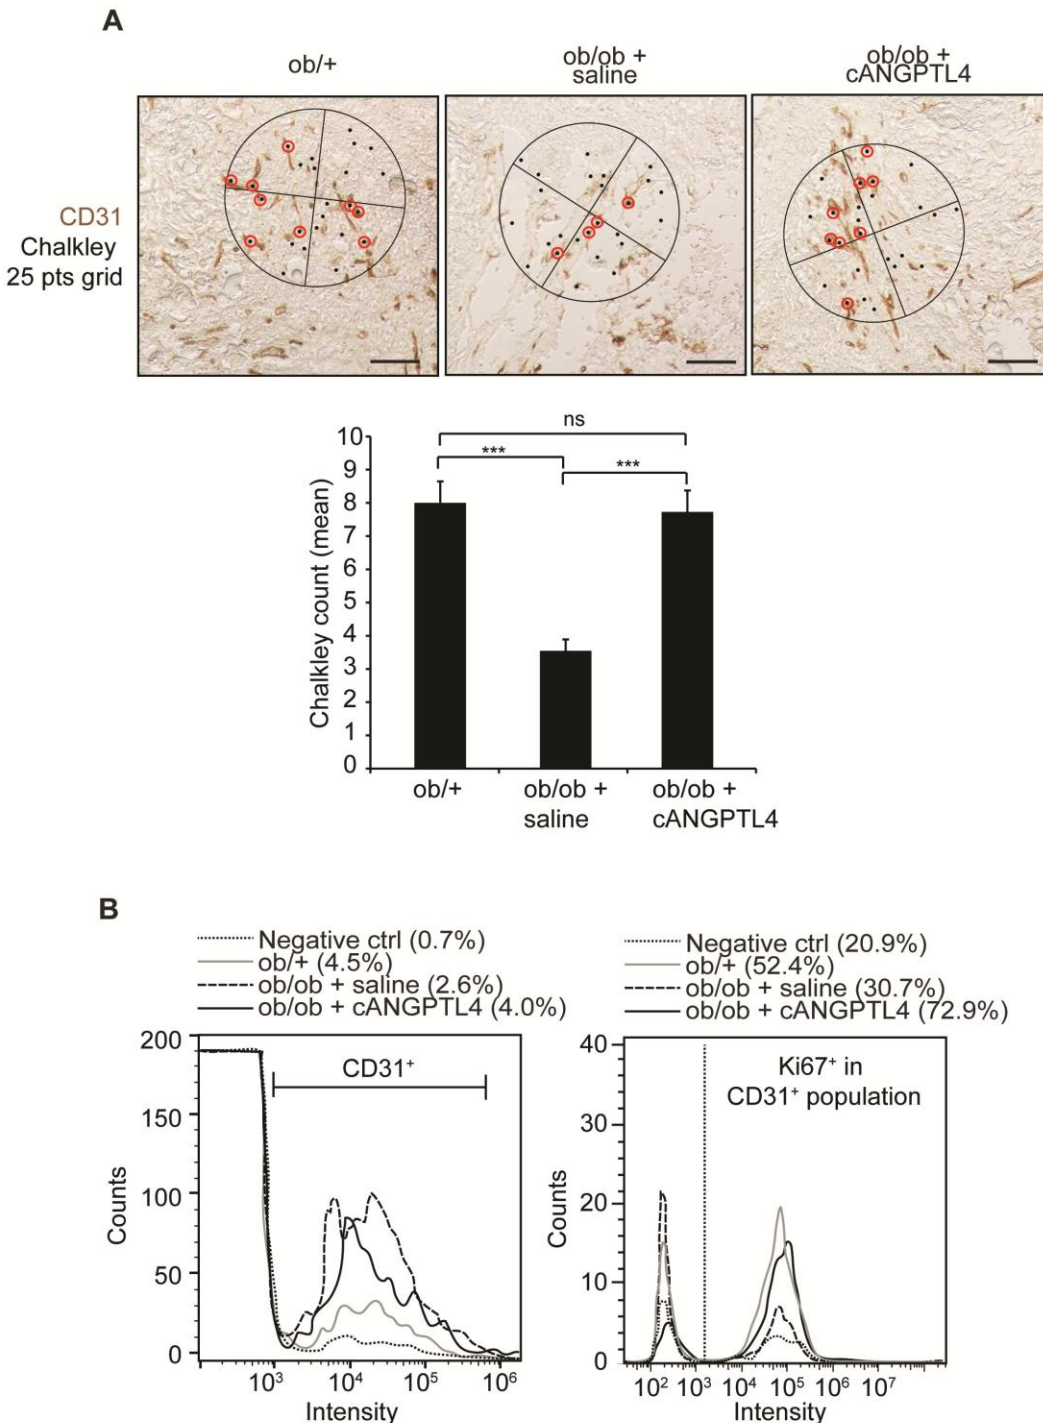 A
ob/+
ob/ob +
saline
ob/ob +
cANGPTL4
CD31
Chalkley
25 pts grid
ns
***
***
Chalkley count (mean)
10
9
8
7
6
5
4
3
2
1
0
ob/+
ob/ob +
saline
ob/ob +
cANGPTL4
B
Negative ctrl (0.7%)
ob/+ (4.5%)
ob/ob + saline (2.6%)
ob/ob + cANGPTL4 (4.0%)
200
150
100
50
0
Counts
CD31⁺
10³ 10⁴ 10⁵ 10⁶
Intensity
Negative ctrl (20.9%)
ob/+ (52.4%)
ob/ob + saline (30.7%)
ob/ob + cANGPTL4 (72.9%)
40
30
20
10
0
Counts
Ki67⁺ in
CD31⁺ population
10² 10³ 10⁴ 10⁵ 10⁶ 10⁷
Intensity